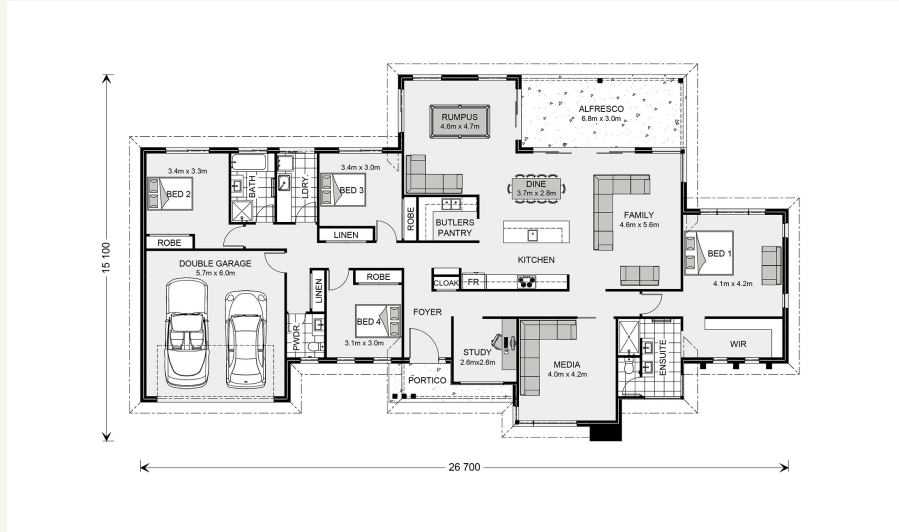 RUMPUS
4.6m x 4.7m
ALFRESCO
6.8m x 3.0m
3.4m x 3.3m
BED 2
BATH
LDRY
3.4m x 3.0m
BED 3
DINE
3.7m x 2.8m
ROBE
BUTLERS
PANTRY
FAMILY
4.6m x 5.6m
ROBE
LINEN
KITCHEN
BED 1
4.1m x 4.2m
DOUBLE GARAGE
5.7m x 6.0m
LINEN
ROBE
CLOAK
FR
15 100
FOYER
BED 4
3.1m x 3.0m
PWDR.
STUDY
2.6mx2.6m
MEDIA
4.0m x 4.2m
ENSUITE
WIR
PORTICO
26 700